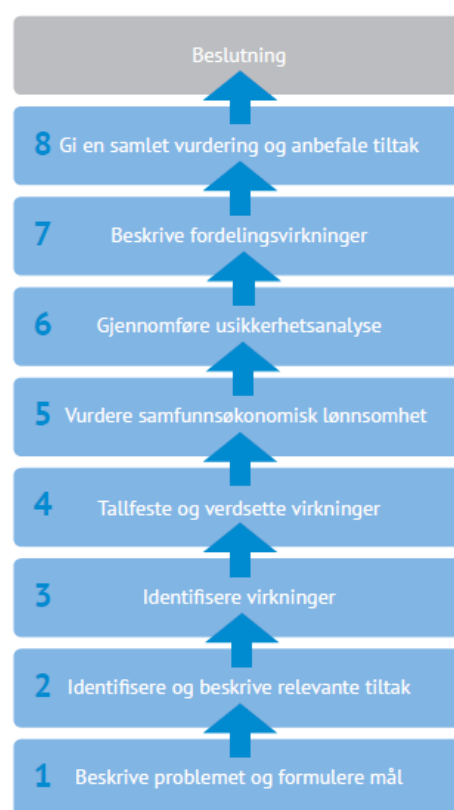 Beslutning
8 Gi en samlet vurdering og anbefale tiltak
7 Beskrive fordelingsvirkninger
6 Gjennomføre usikkerhetsanalyse
5 Vurdere samfunnsøkonomisk lønnsomhet
4 Tallfeste og verdsette virkninger
3 Identifisere virkninger
2 Identifisere og beskrive relevante tiltak
1 Beskrive problemet og formulere mål